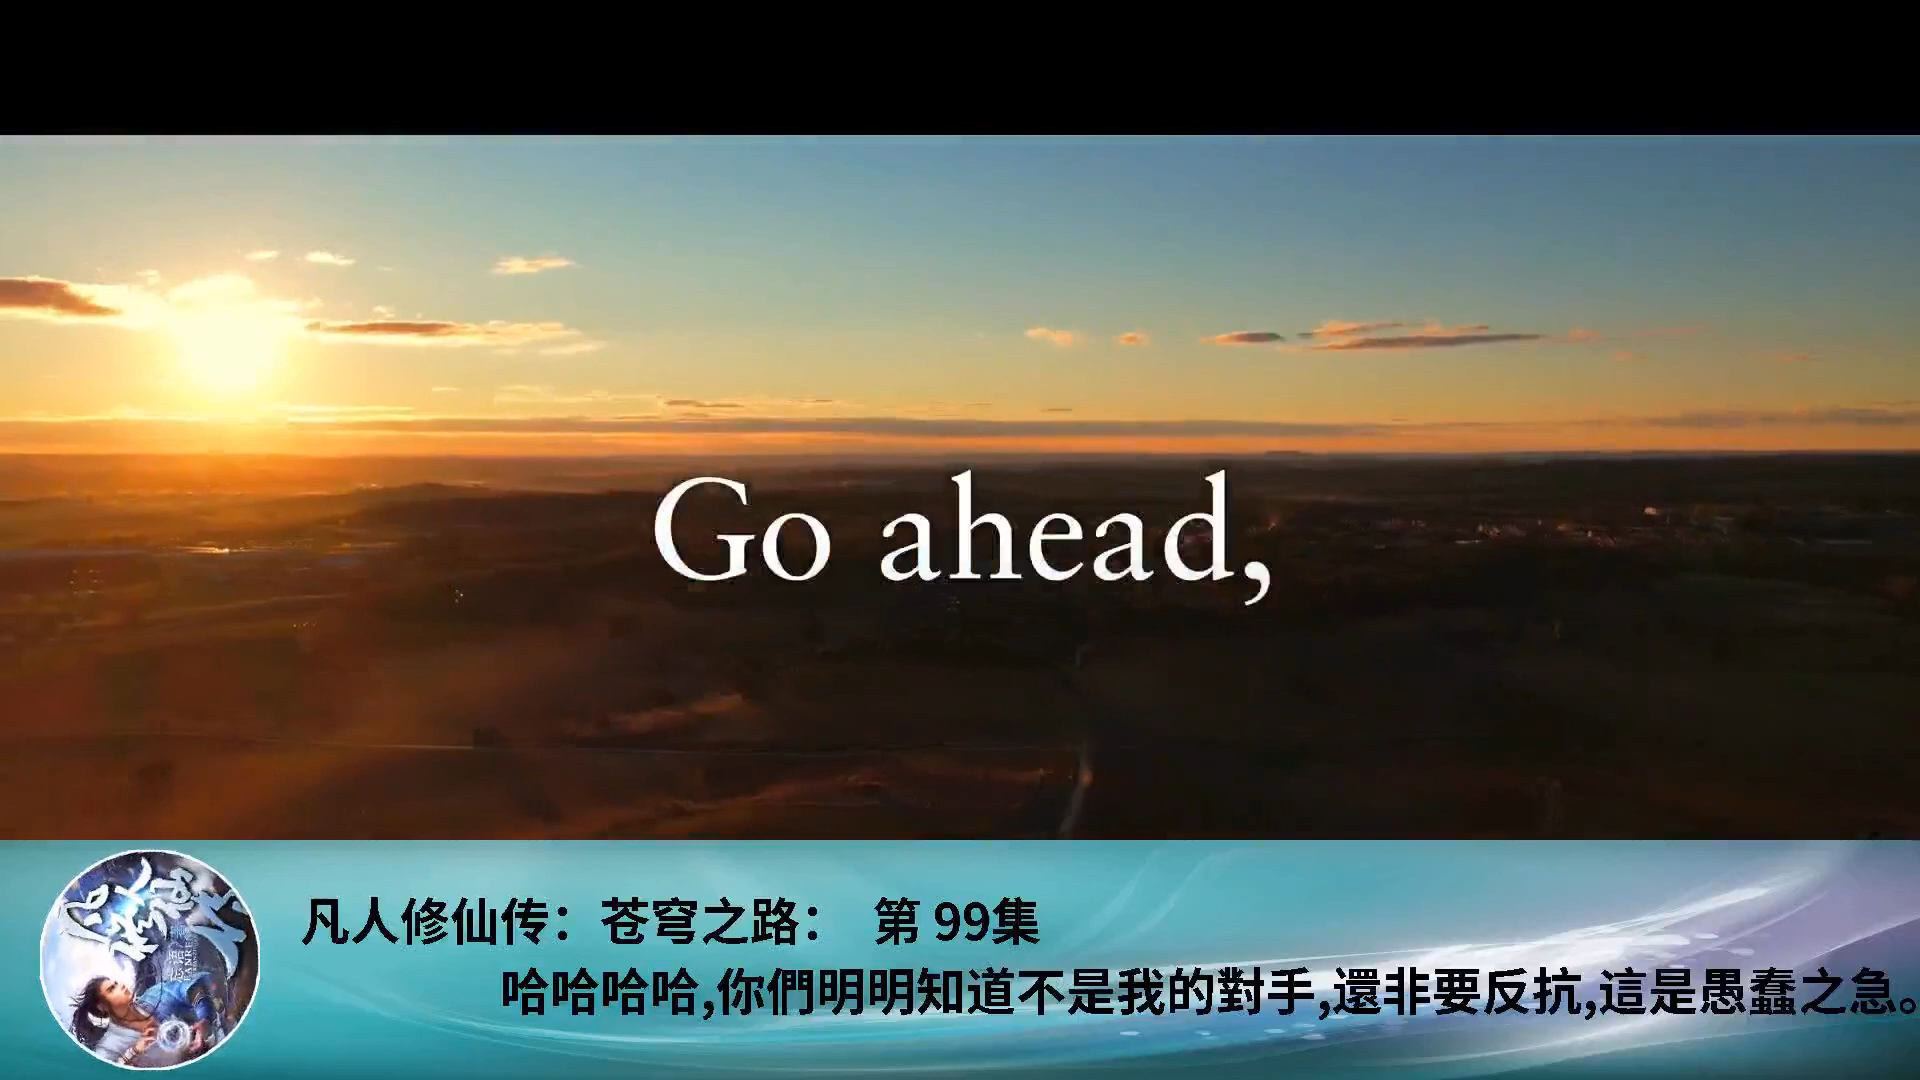 Go ahead,
凡人修仙传：苍穹之路： 第 99集
哈哈哈哈,你們明明知道不是我的對手,還非要反抗,這是愚蠢之急。